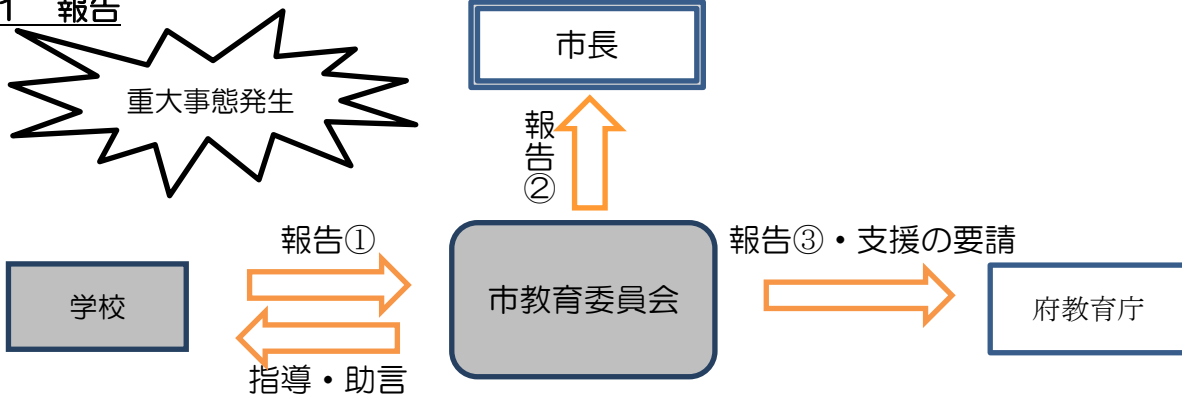 1 報告
市長
重大事態発生
報告②
報告①
報告③・支援の要請
学校
市教育委員会
府教育庁
指導・助言